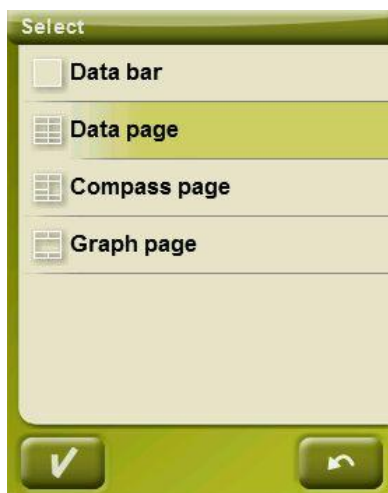 Select
Data bar
Data page
Compass page
Graph page